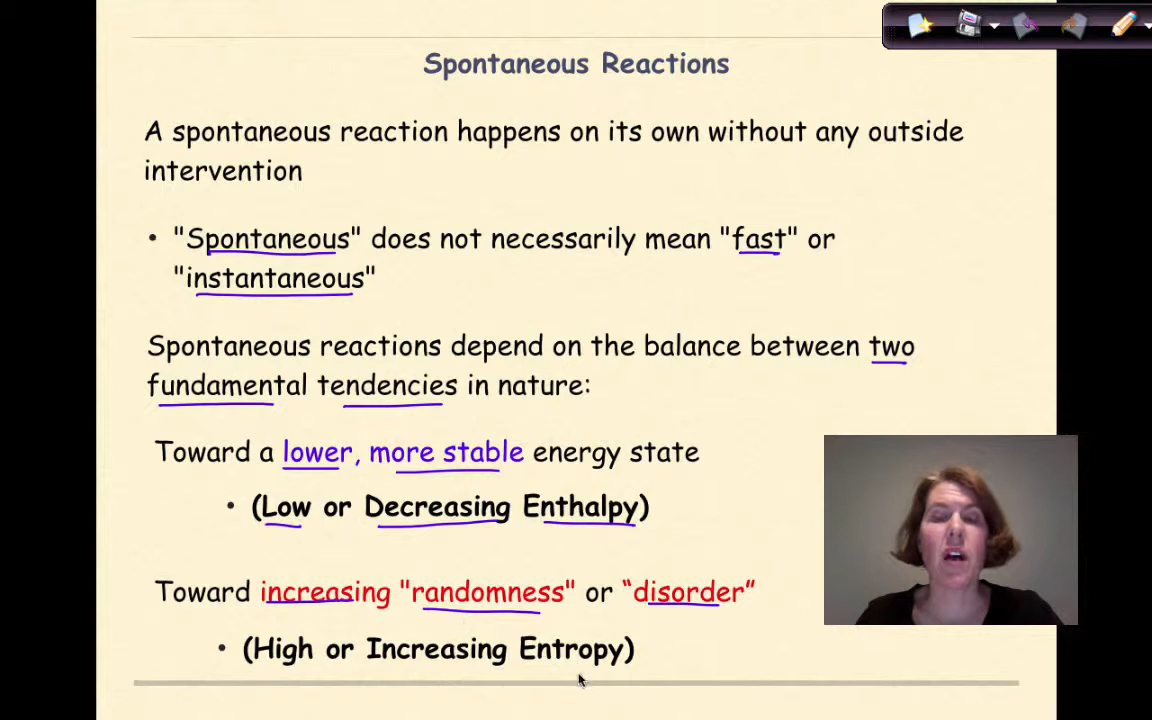 Spontaneous Reactions
A spontaneous reaction happens on its own without any outside
intervention
• "Spontaneous" does not necessarily mean "fast" or
"instantaneous"
Spontaneous reactions depend on the balance between two
fundamental tendencies in nature:
Toward a lower, more stable energy state
• (Low or Decreasing Enthalpy)
Toward increasing "randomness" or “disorder”
• (High or Increasing Entropy)